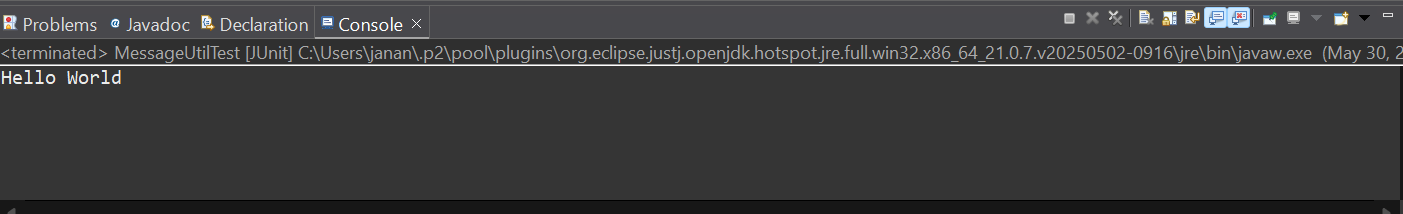 Problems Javadoc Declaration Console
<terminated> MessageUtilTest [JUnit] C:\Users\janan\.p2\pool\plugins\org.eclipse.justj.openjdk.hotspot.jre.full.win32.x86_64_21.0.7.v20250502-0916\jre\bin\javaw.exe (May 30, 2
Hello World